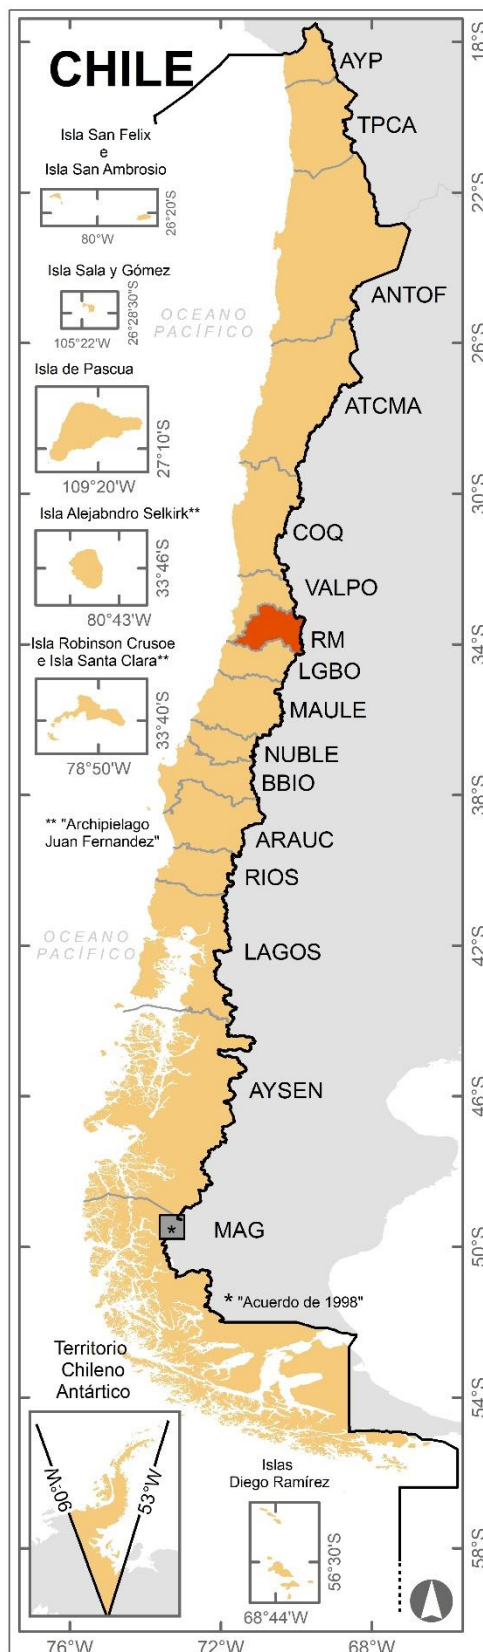 CHILE
18°S
AYP
TPCA
Isla San Felix
e
Isla San Ambrosio
26°20'S
80°W
22°S
Isla Sala y Gómez
26°28'30"S
105°22'W
OCEANO
PACÍFICO
ANTOF
26°S
Isla de Pascua
27°10'S
109°20'W
ATCMA
30°S
Isla Alejabndro Selkirk**
33°46'S
80°43'W
COQ
VALPO
RM
34°S
Isla Robinson Crusoe
e Isla Santa Clara**
33°40'S
78°50'W
LGBO
MAULE
NUBLE
BBIO
38°S
** "Archipielago
Juan Fernandez"
ARAUC
RIOS
OCEANO
PACÍFICO
LAGOS
42°S
AYSEN
46°S
*
MAG
50°S
* "Acuerdo de 1998"
Territorio
Chileno
Antártico
54°S
90°W
53°W
Islas
Diego Ramírez
56°30'S
68°44'W
58°S
76°W
72°W
68°W